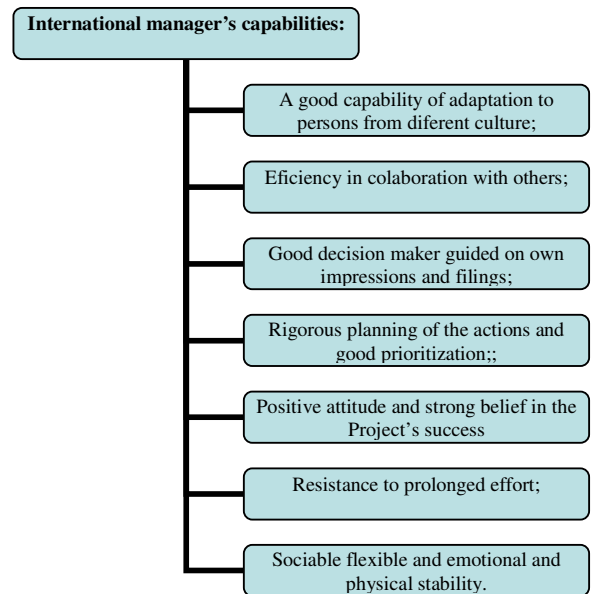 International manager's capabilities:
A good capability of adaptation to
persons from diferent culture;
Eficiency in colaboration with others;
Good decision maker guided on own
impressions and filings;
Rigorous planning of the actions and
good prioritization;;
Positive attitude and strong belief in the
Project's success
Resistance to prolonged effort;
Sociable flexible and emotional and
physical stability.